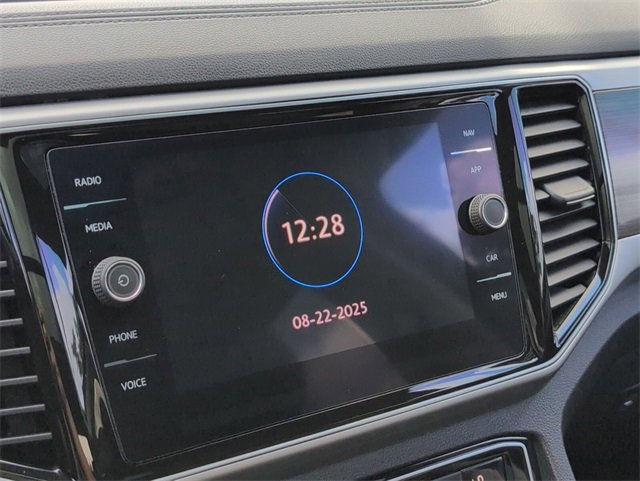 RADIO
MEDIA
PHONE
VOICE
12:28
08-22-2025
NAV
APP
CAR
MENU